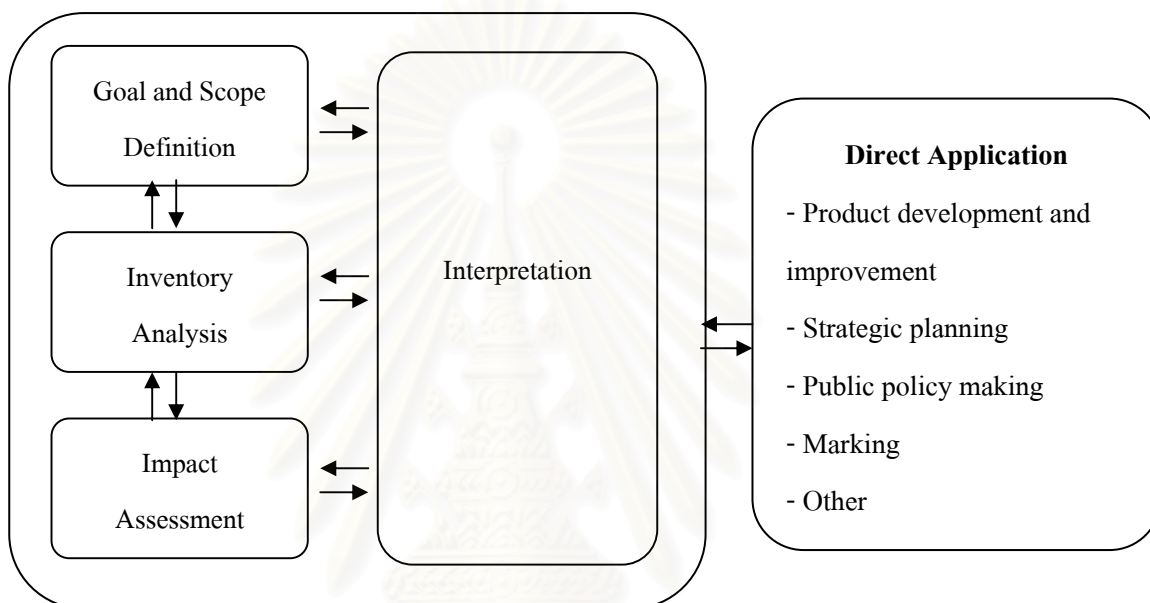 Goal and Scope
Definition
Inventory
Analysis
Impact
Assessment
Interpretation
Direct Application
- Product development and
improvement
- Strategic planning
- Public policy making
- Marking
- Other